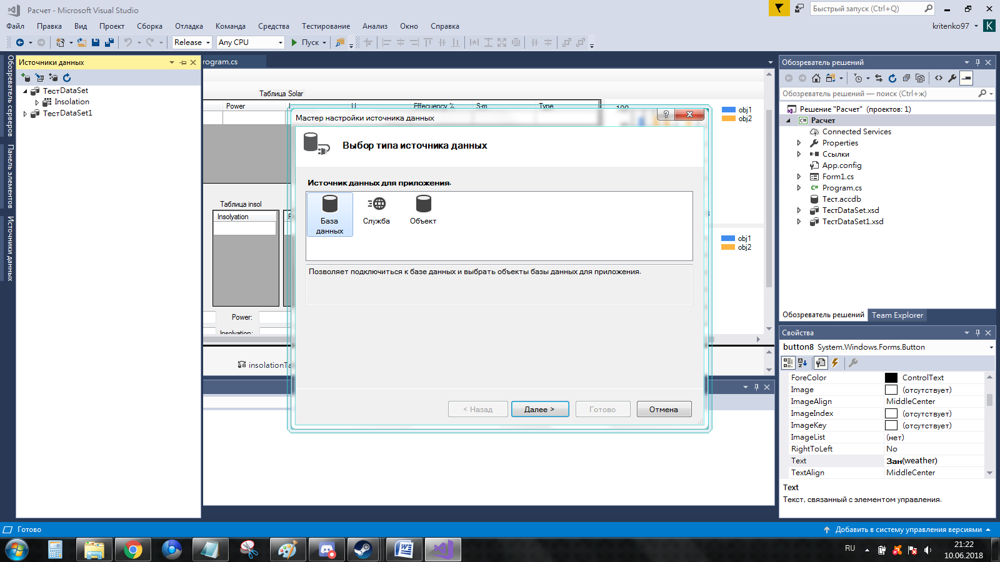 Расчет - Microsoft Visual Studio
Быстрый запуск (Ctrl+Q)
Файл Правка Вид Проект Сборка Отладка Команда Средства Тестирование Анализ Окно Справка
kritenko97
K
Release
Any CPU
Пуск
Обозреватель серверов
Панель элементов
Источники данных
Источники данных
ТестDataSet
Insolation
ТестDataSet1
rogram.cs
Таблица Solar
Power
U
Effecuency %
S-m
Type
100
obj1
obj2
Таблица insol
Insolyation
obj1
obj2
Power:
Insolyation:
insolationTa
Мастер настройки источника данных
Выбор типа источника данных
Источник данных для приложения.
База данных
Служба
Объект
Позволяет подключиться к базе данных и выбрать объекты базы данных для приложения.
< Назад
Далее >
Готово
Отмена
Обозреватель решений
Обозреватель решений — поиск (Ctrl+ж)
Решение "Расчет" (проектов: 1)
Расчет
Connected Services
Properties
Ссылки
App.config
Form1.cs
Program.cs
Тест.accdb
ТестDataSet.xsd
ТестDataSet1.xsd
Обозреватель решений
Team Explorer
Свойства
button8 System.Windows.Forms.Button
ForeColor ControlText
Image (отсутствует)
ImageAlign MiddleCenter
ImageIndex (отсутствует)
ImageKey (отсутствует)
ImageList (нет)
RightToLeft No
Text Зан(weather)
TextAlign MiddleCenter
Text
Текст, связанный с элементом управления.
Готово
Добавить в систему управления версиями
RU
21:22
10.06.2018